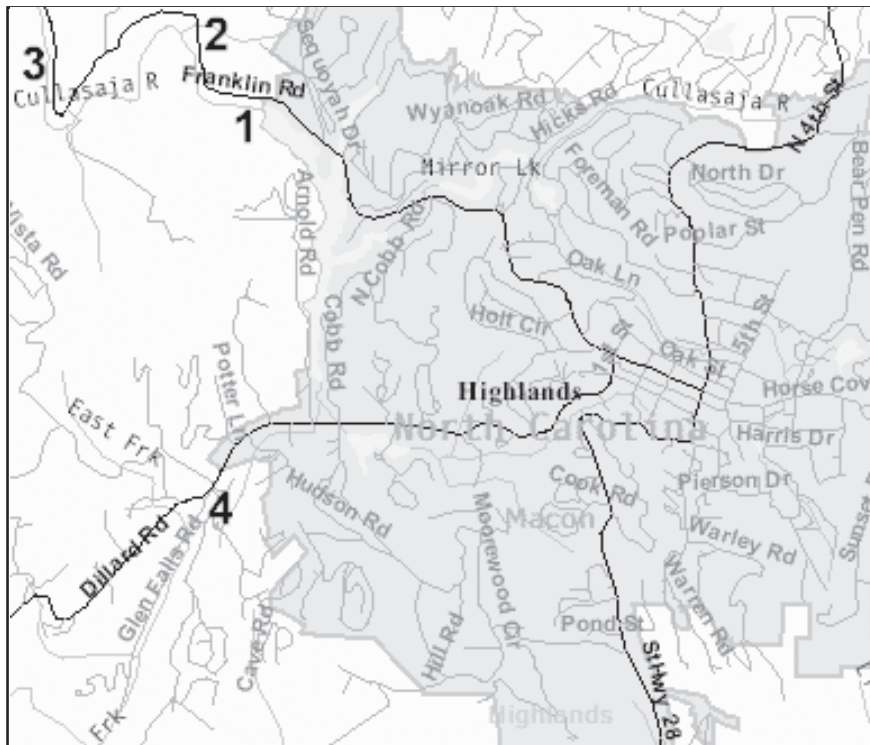 2
3
Cullasaja R
Franklin Rd
1
Sequoyah Dr
Wyanoak Rd
Hicks Rd
Cullasaja R
N 4th St
Mirror Lk
Foreman Rd
North Dr
Bear Pen Rd
Arnold Rd
Vista Rd
N Cobb Rd
Poplar St
Oak Ln
Cobb Rd
Holt Cir
1st St
Oak St
5th St
Potter Ln
Highlands
Horse Cov
East Frk
North Carolina
Harris Dr
4
Hudson Rd
Cook Rd
Pierson Dr
Macon
Moorewood Cir
Warley Rd
Sunset
Dillard Rd
Glen Falls Rd
Cave Rd
Hill Rd
Pond St
Warren Rd
St Hwy 28
Frk
Highlands